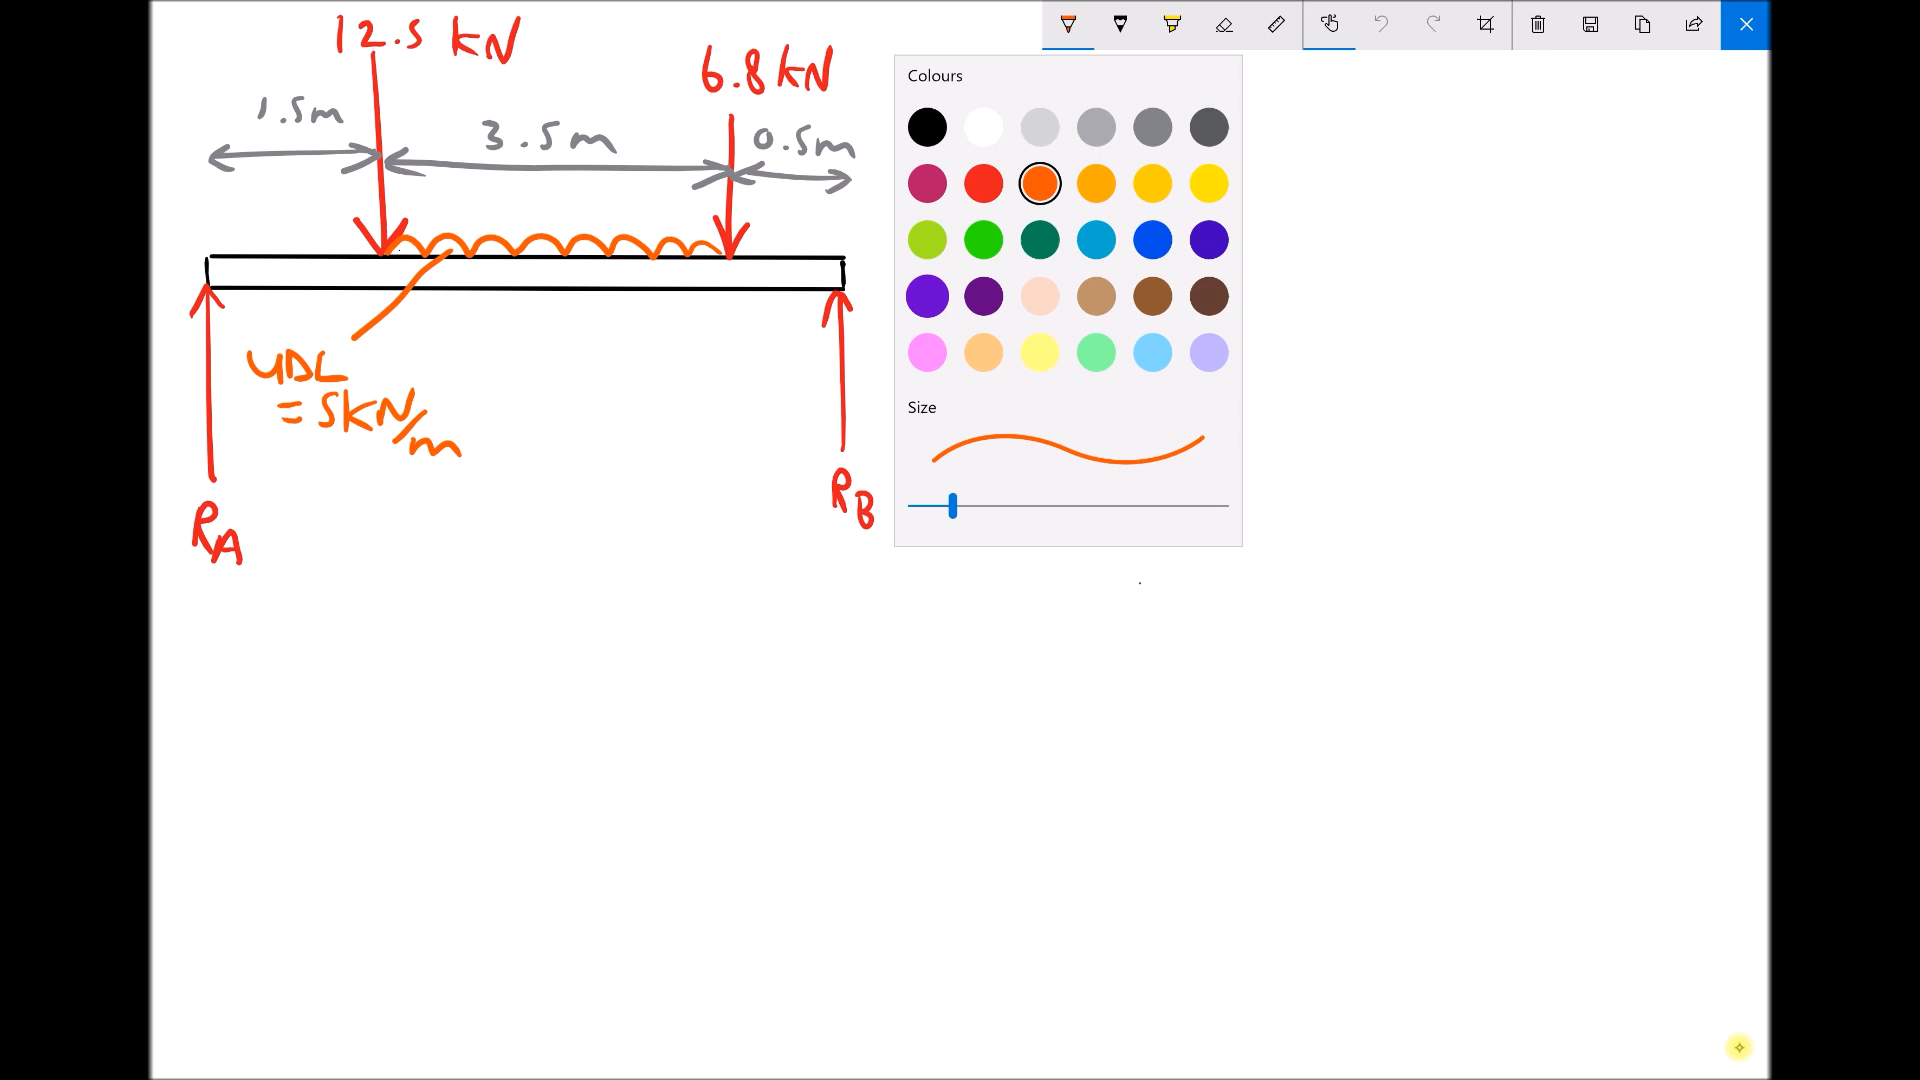 12.5 kN
6.8 kN
1.5m
3.5m
0.5m
UDL
= 5kN/m
RA
RB
Colours
Size